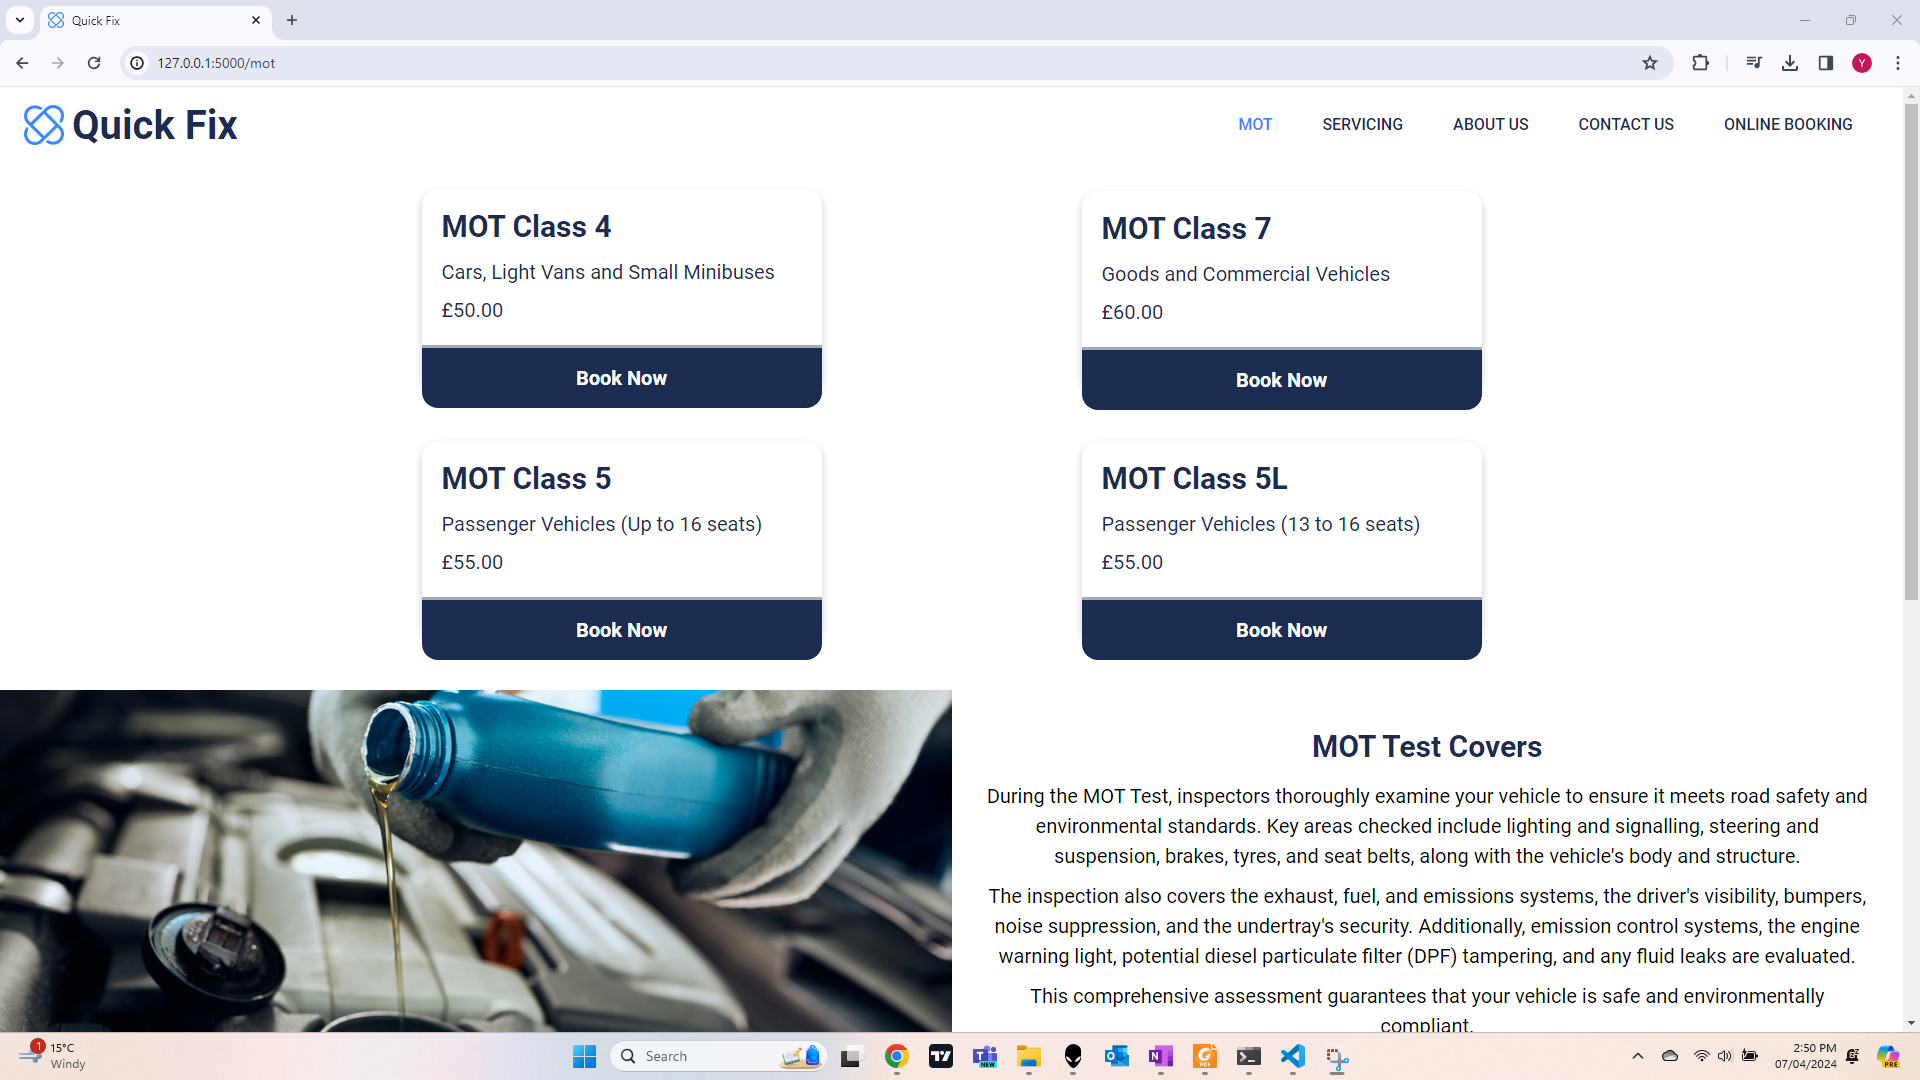 Quick Fix
127.0.0.1:5000/mot
Y
Quick Fix
MOT
SERVICING
ABOUT US
CONTACT US
ONLINE BOOKING
MOT Class 4
Cars, Light Vans and Small Minibuses
£50.00
Book Now
MOT Class 7
Goods and Commercial Vehicles
£60.00
Book Now
MOT Class 5
Passenger Vehicles (Up to 16 seats)
£55.00
Book Now
MOT Class 5L
Passenger Vehicles (13 to 16 seats)
£55.00
Book Now
MOT Test Covers
During the MOT Test, inspectors thoroughly examine your vehicle to ensure it meets road safety and
environmental standards. Key areas checked include lighting and signalling, steering and
suspension, brakes, tyres, and seat belts, along with the vehicle's body and structure.
The inspection also covers the exhaust, fuel, and emissions systems, the driver's visibility, bumpers,
noise suppression, and the undertray's security. Additionally, emission control systems, the engine
warning light, potential diesel particulate filter (DPF) tampering, and any fluid leaks are evaluated.
This comprehensive assessment guarantees that your vehicle is safe and environmentally
compliant.
1
15°C
Windy
Search
NEW
PDF
2:50 PM
07/04/2024
PRE